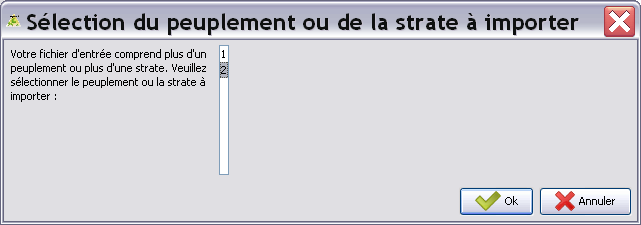 Sélection du peuplement ou de la strate à importer
Votre fichier d'entrée comprend plus d'un
peuplement ou plus d'une strate. Veuillez
sélectionner le peuplement ou la strate à
importer :
1
2
Ok
Annuler